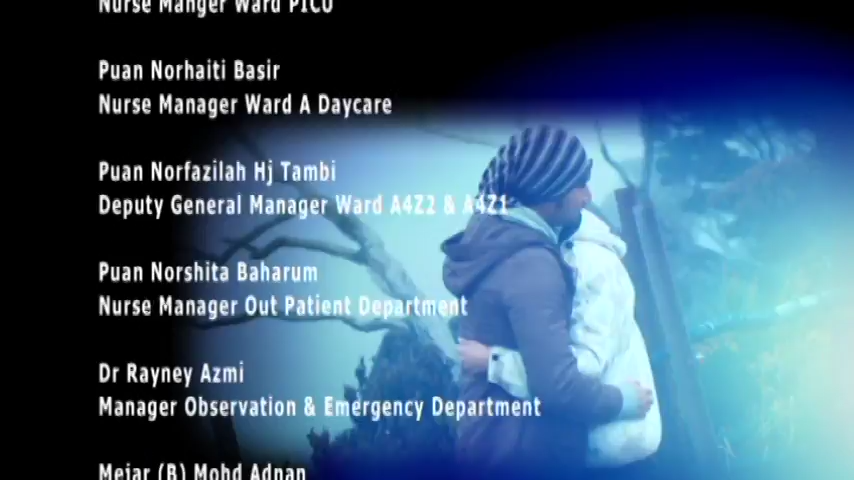 Nurse Manger Ward PICU
Puan Norhaiti Basir
Nurse Manager Ward A Daycare
Puan Norfazilah Hj Tambi
Deputy General Manager Ward A4Z2 & A4Z1
Puan Norshita Baharum
Nurse Manager Out Patient Department
Dr Rayney Azmi
Manager Observation & Emergency Department
Mejar (B) Mohd Adnan